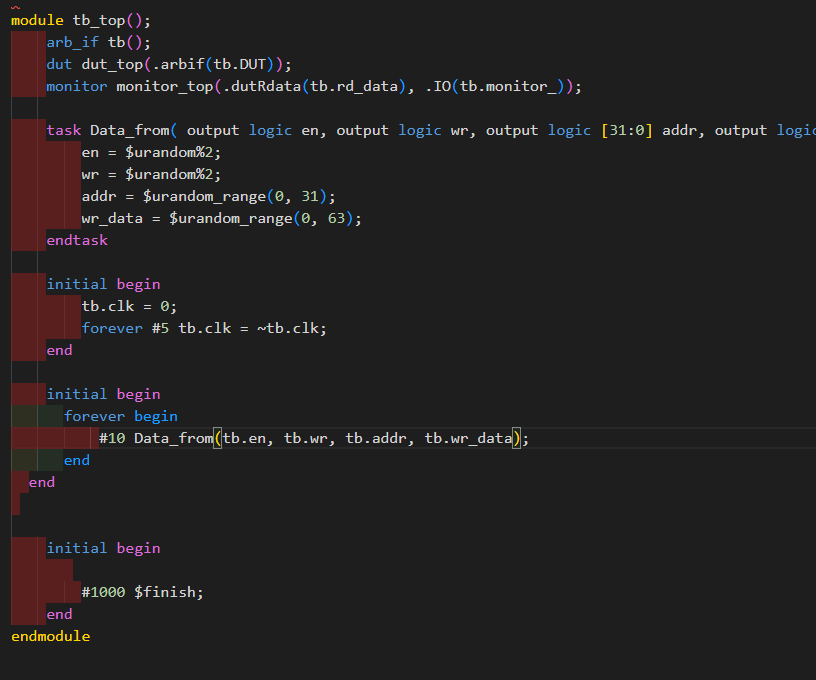 module tb_top();
    arb_if tb();
    dut dut_top(.arbif(tb.DUT));
    monitor monitor_top(.dutRdata(tb.rd_data), .IO(tb.monitor_));
    task Data_from( output logic en, output logic wr, output logic [31:0] addr, output logic
        en = $urandom%2;
        wr = $urandom%2;
        addr = $urandom_range(0, 31);
        wr_data = $urandom_range(0, 63);
    endtask
    initial begin
        tb.clk = 0;
        forever #5 tb.clk = ~tb.clk;
    end
    initial begin
      forever begin
          #10 Data_from(tb.en, tb.wr, tb.addr, tb.wr_data);
      end
  end
    initial begin
        #1000 $finish;
    end
endmodule